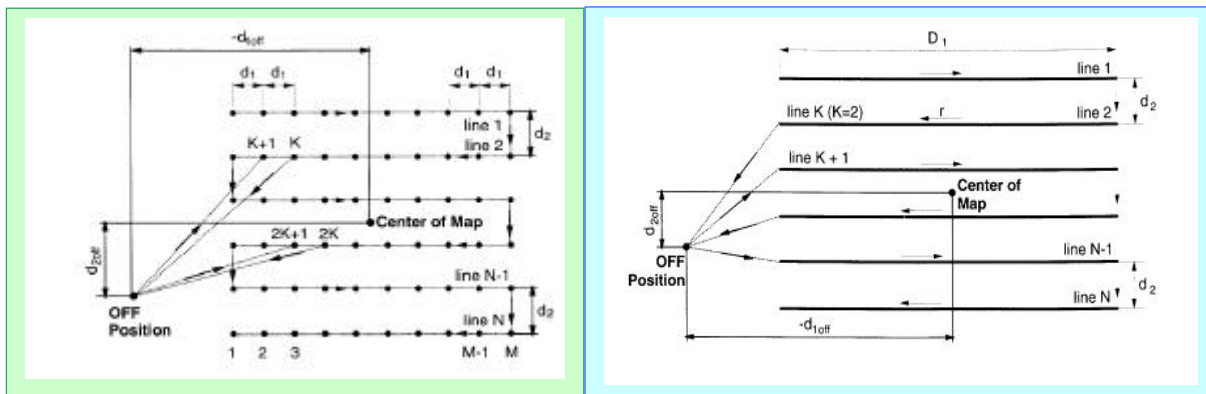 -d1off
d1 d1
d1 d1
line 1
d2
K+1 K
line 2
Center of Map
d2off
2K+1 2K
OFF
Position
line N-1
d2
line N
1 2 3 M-1 M
D1
line 1
line K (K=2)
r
line 2
d2
line K + 1
Center of
Map
d2off
OFF
Position
line N-1
d2
line N
-d1off